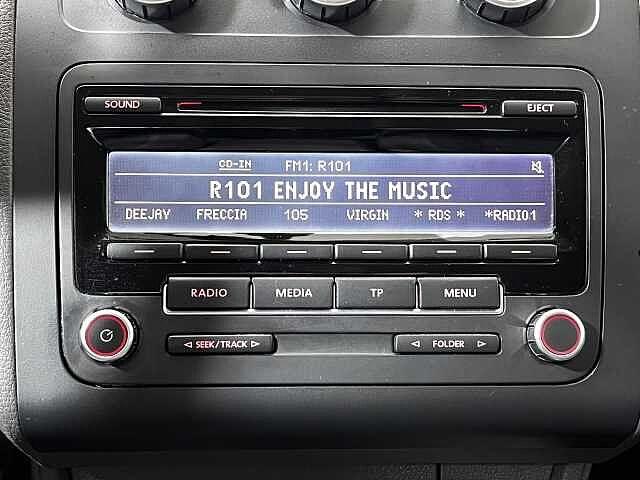 SOUND EJECT
CD-IN FM1: R101
R101 ENJOY THE MUSIC
DEEJAY FRECCIA 105 VIRGIN * RDS * *RADIO1
RADIO MEDIA TP MENU
◁ SEEK/TRACK ▷ ◁ FOLDER ▷